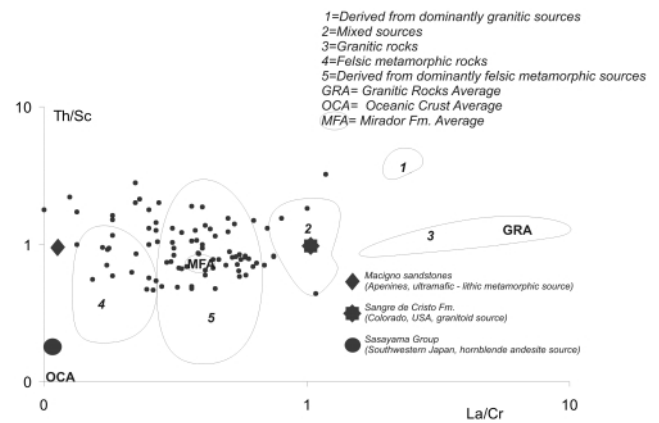 1=Derived from dominantly granitic sources
2=Mixed sources
3=Granitic rocks
4=Felsic metamorphic rocks
5=Derived from dominantly felsic metamorphic sources
GRA= Granitic Rocks Average
OCA= Oceanic Crust Average
MFA= Mirador Fm. Average
10
Th/Sc
1
2
3
GRA
1
MFA
4
5
Macigno sandstones
(Apenines, ultramafic - lithic metamorphic source)
Sangre de Cristo Fm.
(Colorado, USA, granitoid source)
Sasayama Group
(Southwestern Japan, hornblende andesite source)
OCA
0
0
1
10
La/Cr